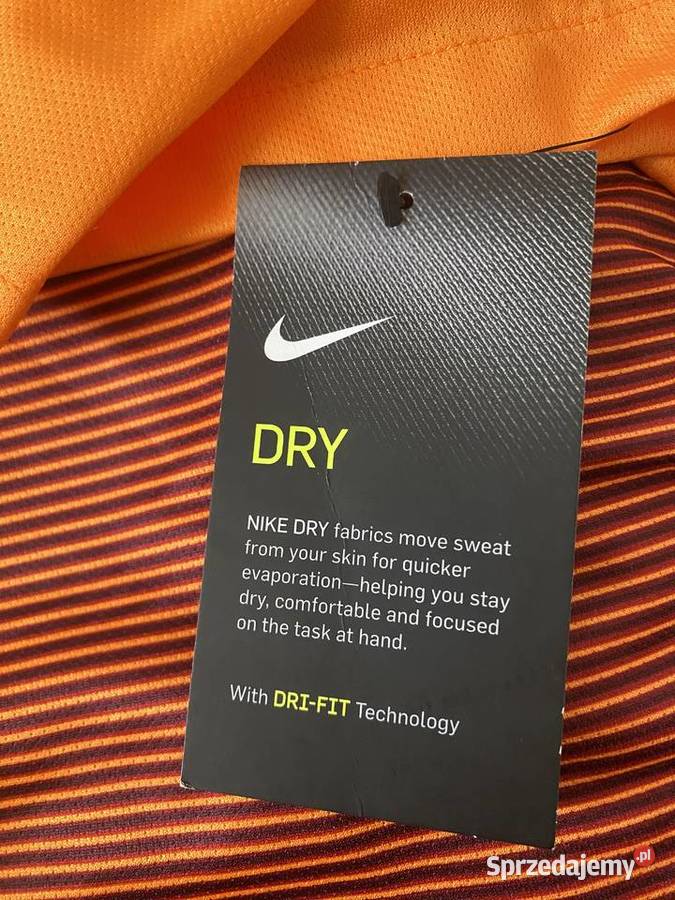 DRY
NIKE DRY fabrics move sweat
from your skin for quicker
evaporation—helping you stay
dry, comfortable and focused
on the task at hand.
With DRI-FIT Technology
Sprzedajemy.pl